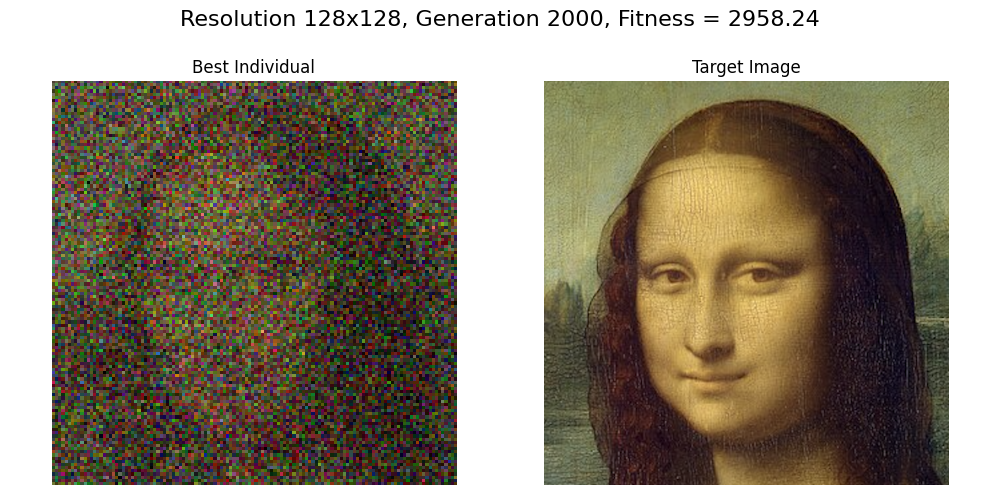 Resolution 128x128, Generation 2000, Fitness = 2958.24
Best Individual
Target Image